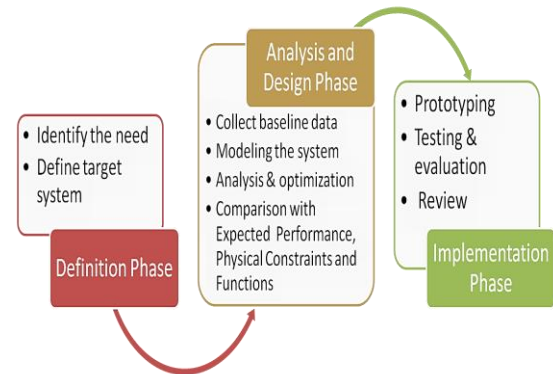 • Identify the need
• Define target
system
Definition Phase
Analysis and
Design Phase
• Collect baseline data
• Modeling the system
• Analysis & optimization
• Comparison with
Expected Performance,
Physical Constraints and
Functions
• Prototyping
• Testing &
evaluation
• Review
Implementation
Phase